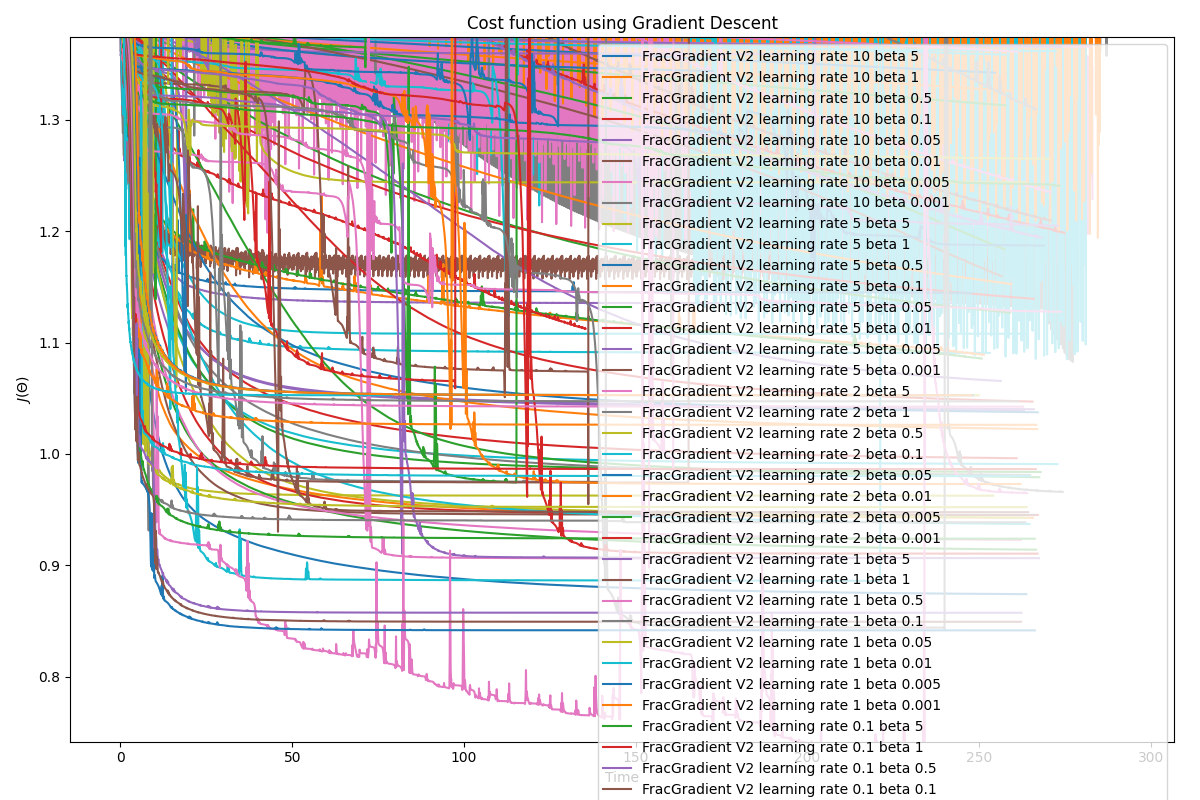 Cost function using Gradient Descent
J(Θ)
1.3
1.2
1.1
1.0
0.9
0.8
0
50
100
150
200
250
300
Time
FracGradient V2 learning rate 10 beta 5
FracGradient V2 learning rate 10 beta 1
FracGradient V2 learning rate 10 beta 0.5
FracGradient V2 learning rate 10 beta 0.1
FracGradient V2 learning rate 10 beta 0.05
FracGradient V2 learning rate 10 beta 0.01
FracGradient V2 learning rate 10 beta 0.005
FracGradient V2 learning rate 10 beta 0.001
FracGradient V2 learning rate 5 beta 5
FracGradient V2 learning rate 5 beta 1
FracGradient V2 learning rate 5 beta 0.5
FracGradient V2 learning rate 5 beta 0.1
FracGradient V2 learning rate 5 beta 0.05
FracGradient V2 learning rate 5 beta 0.01
FracGradient V2 learning rate 5 beta 0.005
FracGradient V2 learning rate 5 beta 0.001
FracGradient V2 learning rate 2 beta 5
FracGradient V2 learning rate 2 beta 1
FracGradient V2 learning rate 2 beta 0.5
FracGradient V2 learning rate 2 beta 0.1
FracGradient V2 learning rate 2 beta 0.05
FracGradient V2 learning rate 2 beta 0.01
FracGradient V2 learning rate 2 beta 0.005
FracGradient V2 learning rate 2 beta 0.001
FracGradient V2 learning rate 1 beta 5
FracGradient V2 learning rate 1 beta 1
FracGradient V2 learning rate 1 beta 0.5
FracGradient V2 learning rate 1 beta 0.1
FracGradient V2 learning rate 1 beta 0.05
FracGradient V2 learning rate 1 beta 0.01
FracGradient V2 learning rate 1 beta 0.005
FracGradient V2 learning rate 1 beta 0.001
FracGradient V2 learning rate 0.1 beta 5
FracGradient V2 learning rate 0.1 beta 1
FracGradient V2 learning rate 0.1 beta 0.5
FracGradient V2 learning rate 0.1 beta 0.1